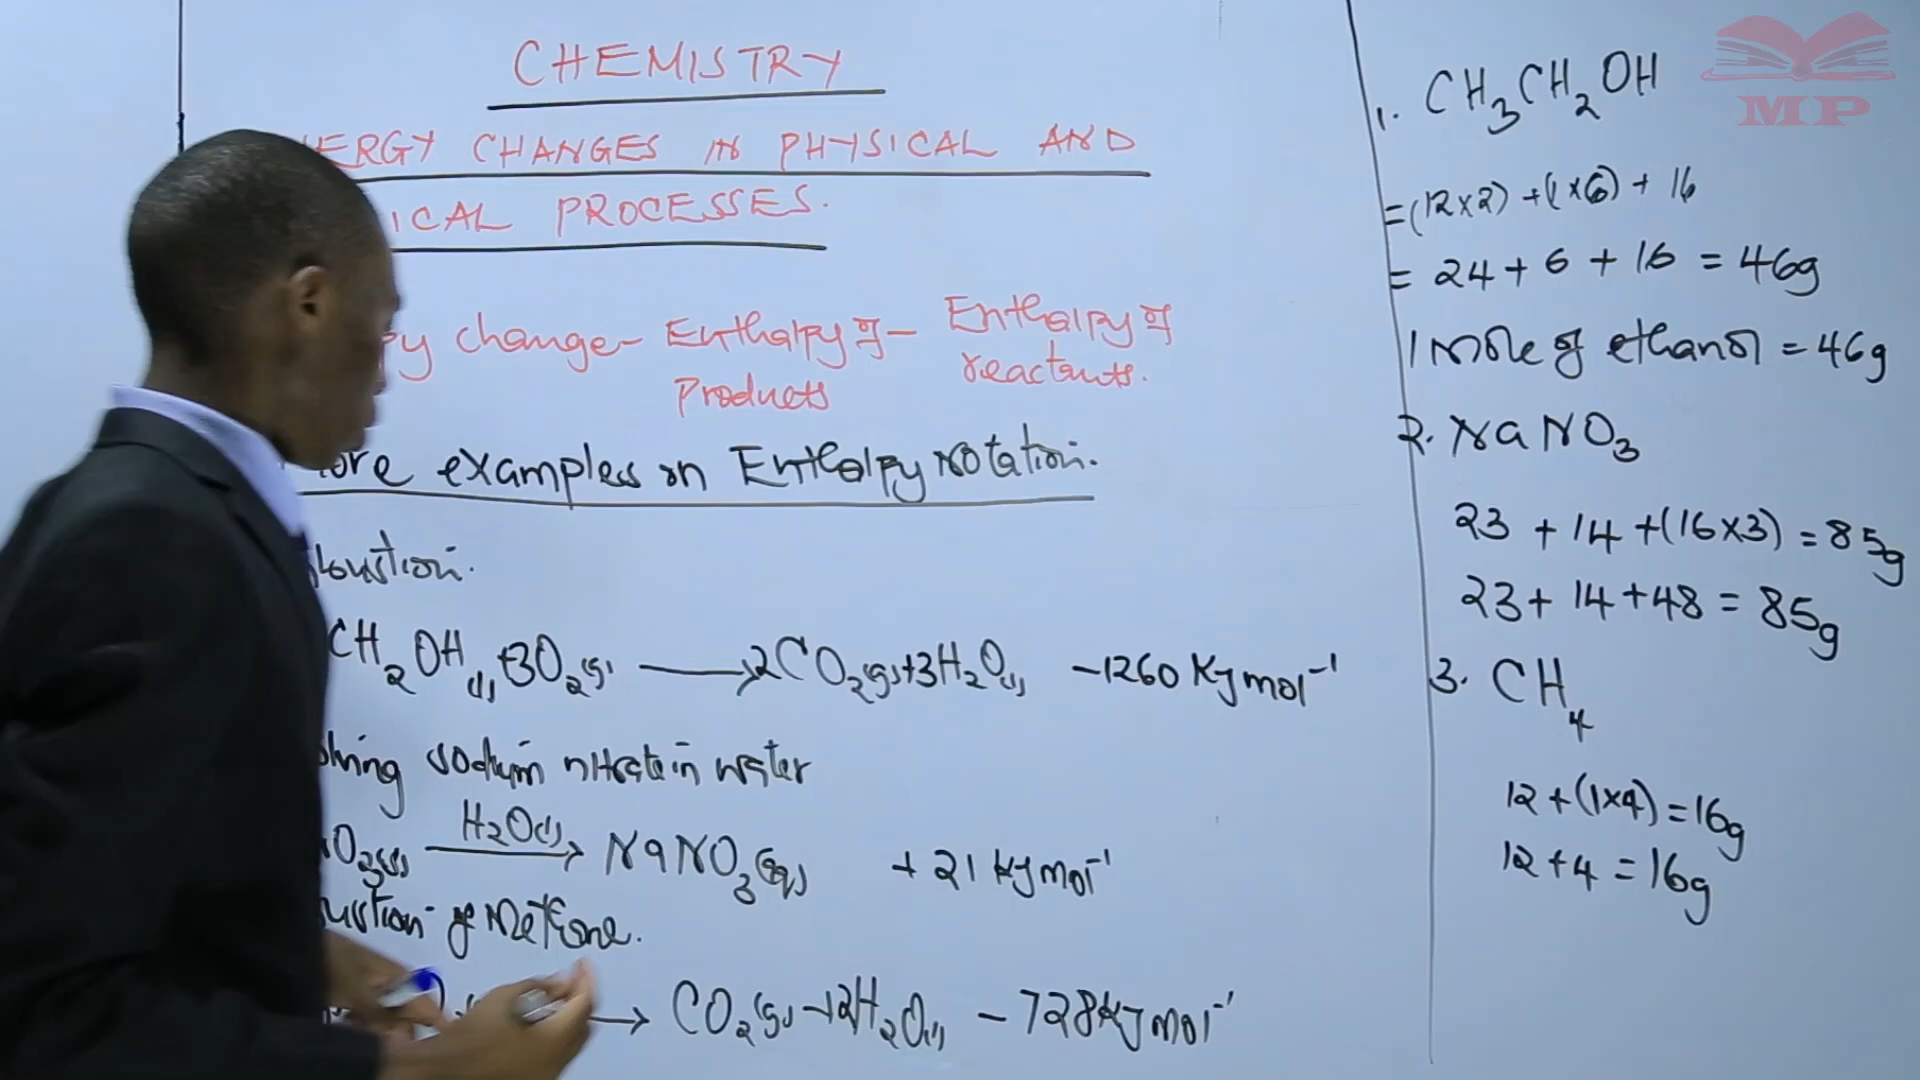 CHEMISTRY
ERGY CHANGES IN PHYSICAL AND
ICAL PROCESSES.
py change - Enthalpy of - Enthalpy of
Products reactants.
ore examples on Enthalpy notation.
bustion.
CH2OH(l) + 3O2(g) → 2CO2(g) + 3H2O(l) -1260 KJmol⁻¹
olving sodium nitrate in water
O3(s) H2O(l) → NaNO3(aq) + 21 KJmol⁻¹
ustion of Methane.
→ CO2(g) + 2H2O(l) - 728KJmol⁻¹
1. CH3CH2OH
= (12x2) + (1x6) + 16
= 24 + 6 + 16 = 46g
1 mole of ethanol = 46g
2. NaNO3
23 + 14 + (16x3) = 85g
23 + 14 + 48 = 85g
3. CH4
12 + (1x4) = 16g
12 + 4 = 16g
MP